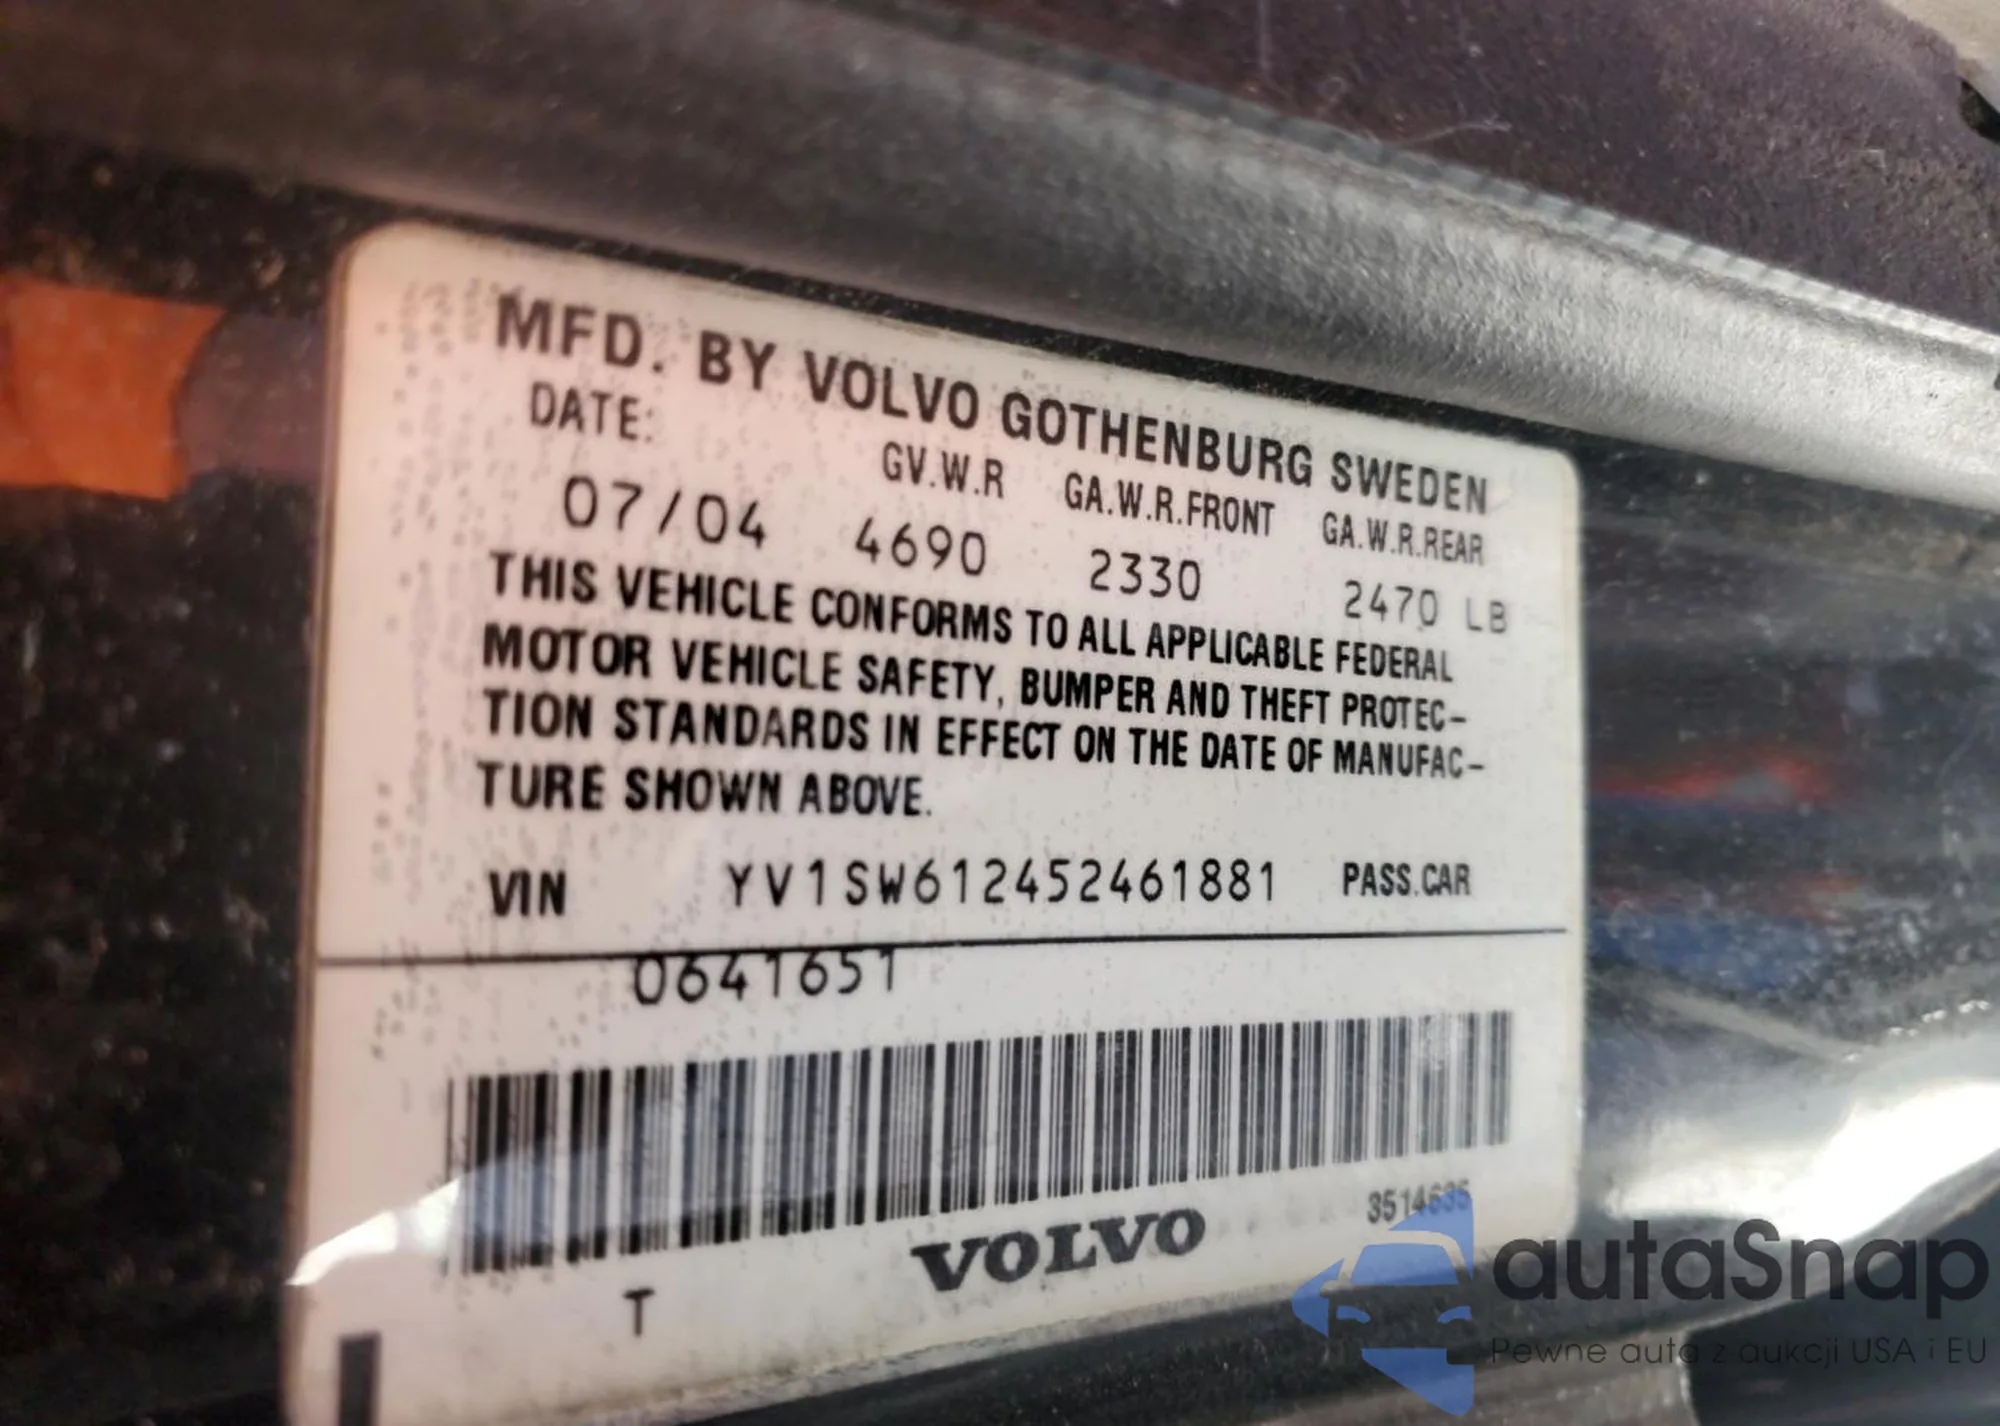 MFD. BY VOLVO GOTHENBURG SWEDEN
DATE: GV.W.R GA.W.R.FRONT GA.W.R.REAR
07/04 4690 2330 2470 LB
THIS VEHICLE CONFORMS TO ALL APPLICABLE FEDERAL
MOTOR VEHICLE SAFETY, BUMPER AND THEFT PROTEC-
TION STANDARDS IN EFFECT ON THE DATE OF MANUFAC-
TURE SHOWN ABOVE.
VIN YV1SW612452461881 PASS.CAR
0641651
VOLVO
T
autaSnap
Pewne auta z aukcji USA i EU